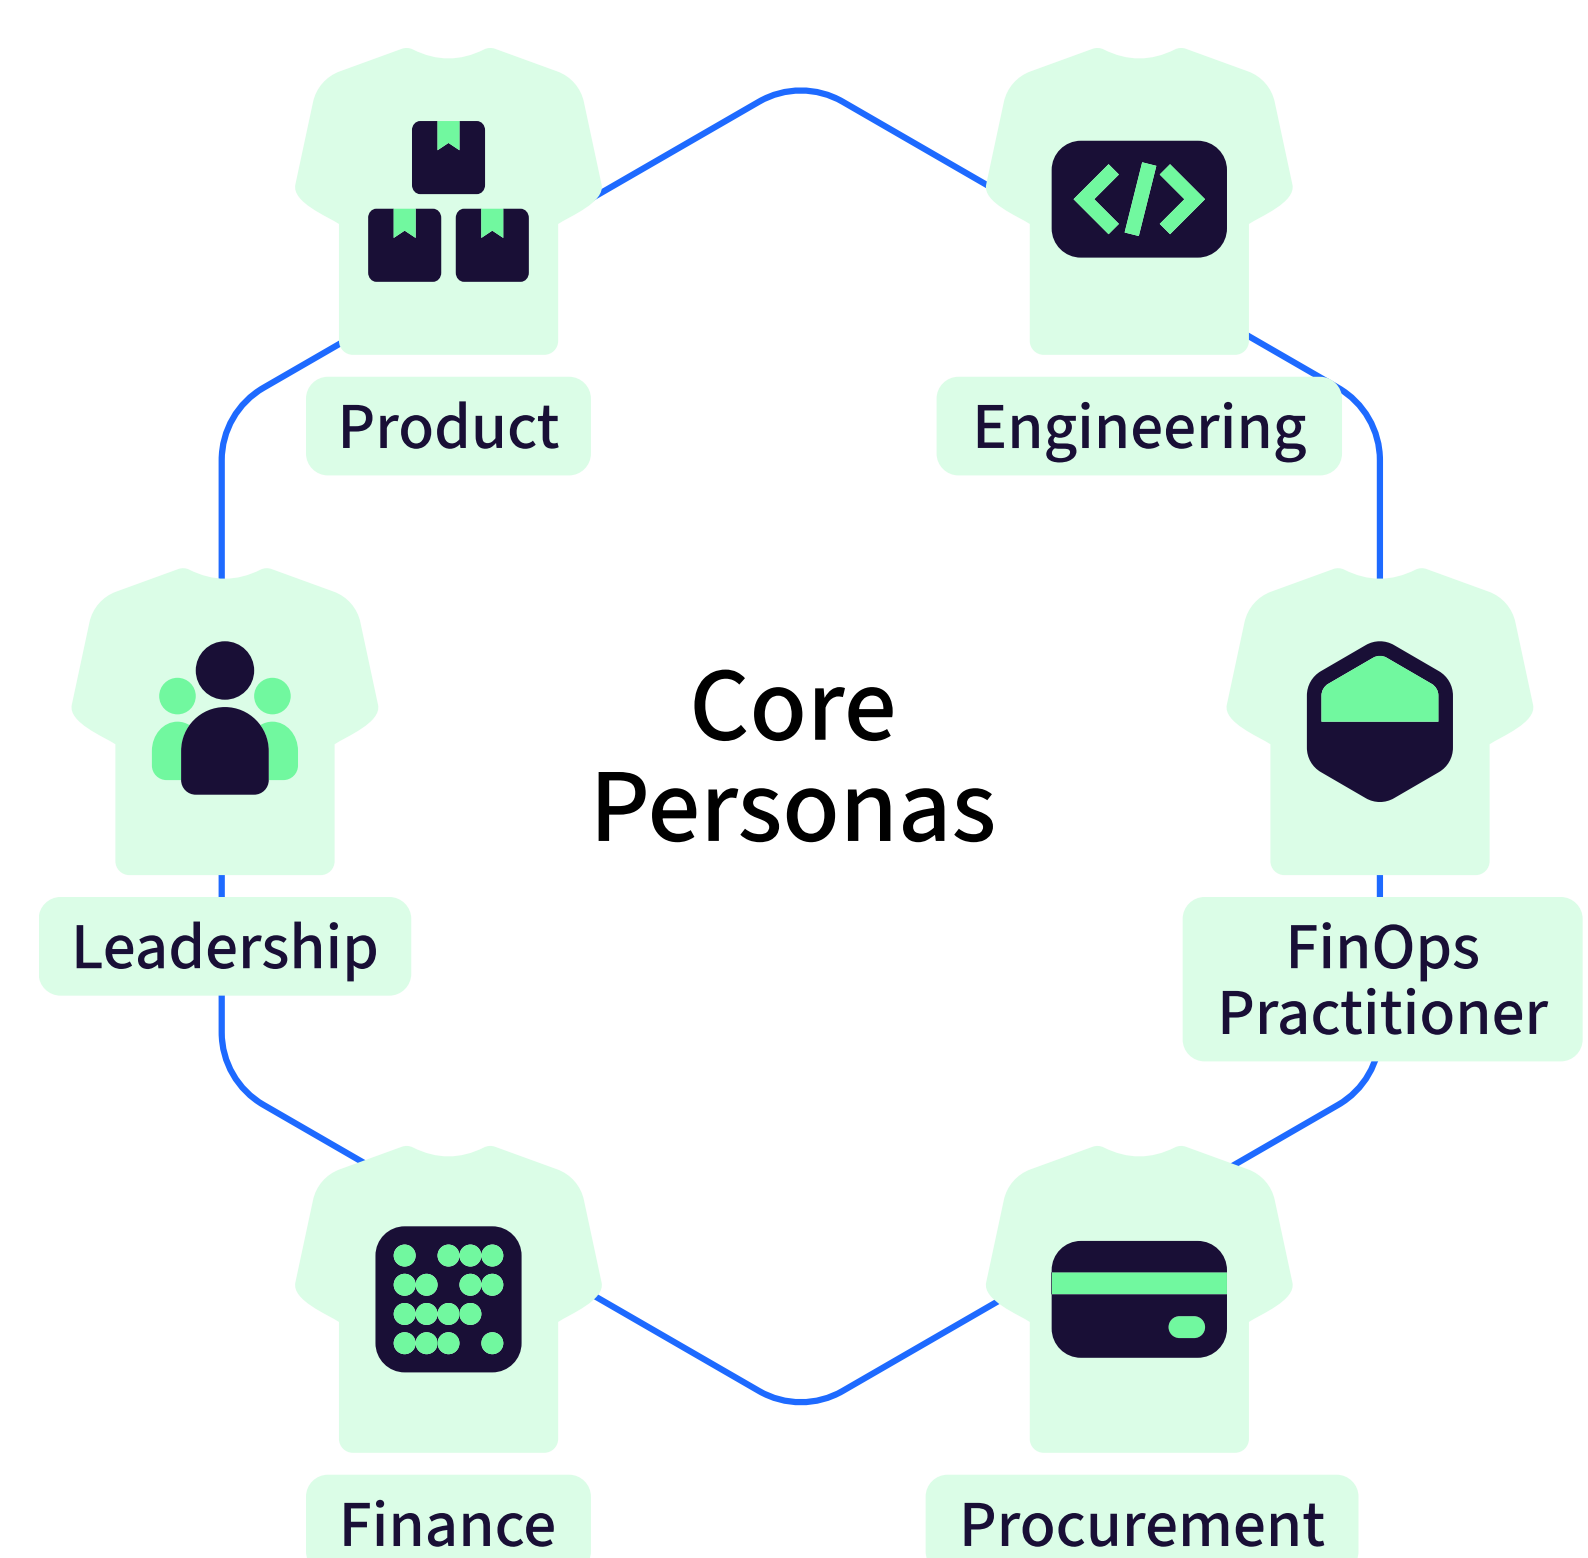 Product
Engineering
Core
Personas
Leadership
FinOps
Practitioner
Finance
Procurement